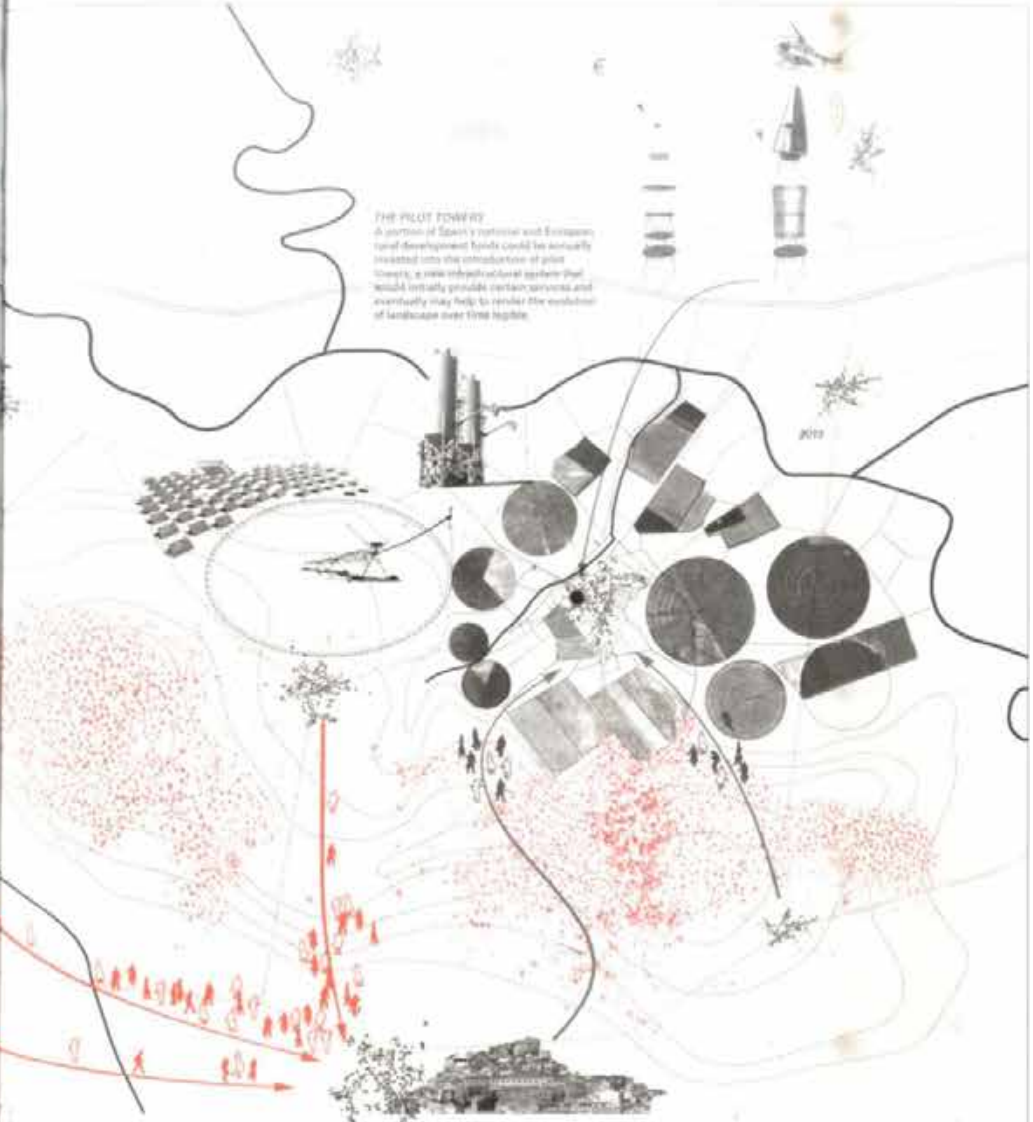 €
THE PILOT TOWERS
A portion of Spain's national and European
rural development funds could be annually
invested into the introduction of pilot
towers, a new infrastructural system that
would initially provide certain services and
eventually may help to render the evolution
of landscape over time legible.